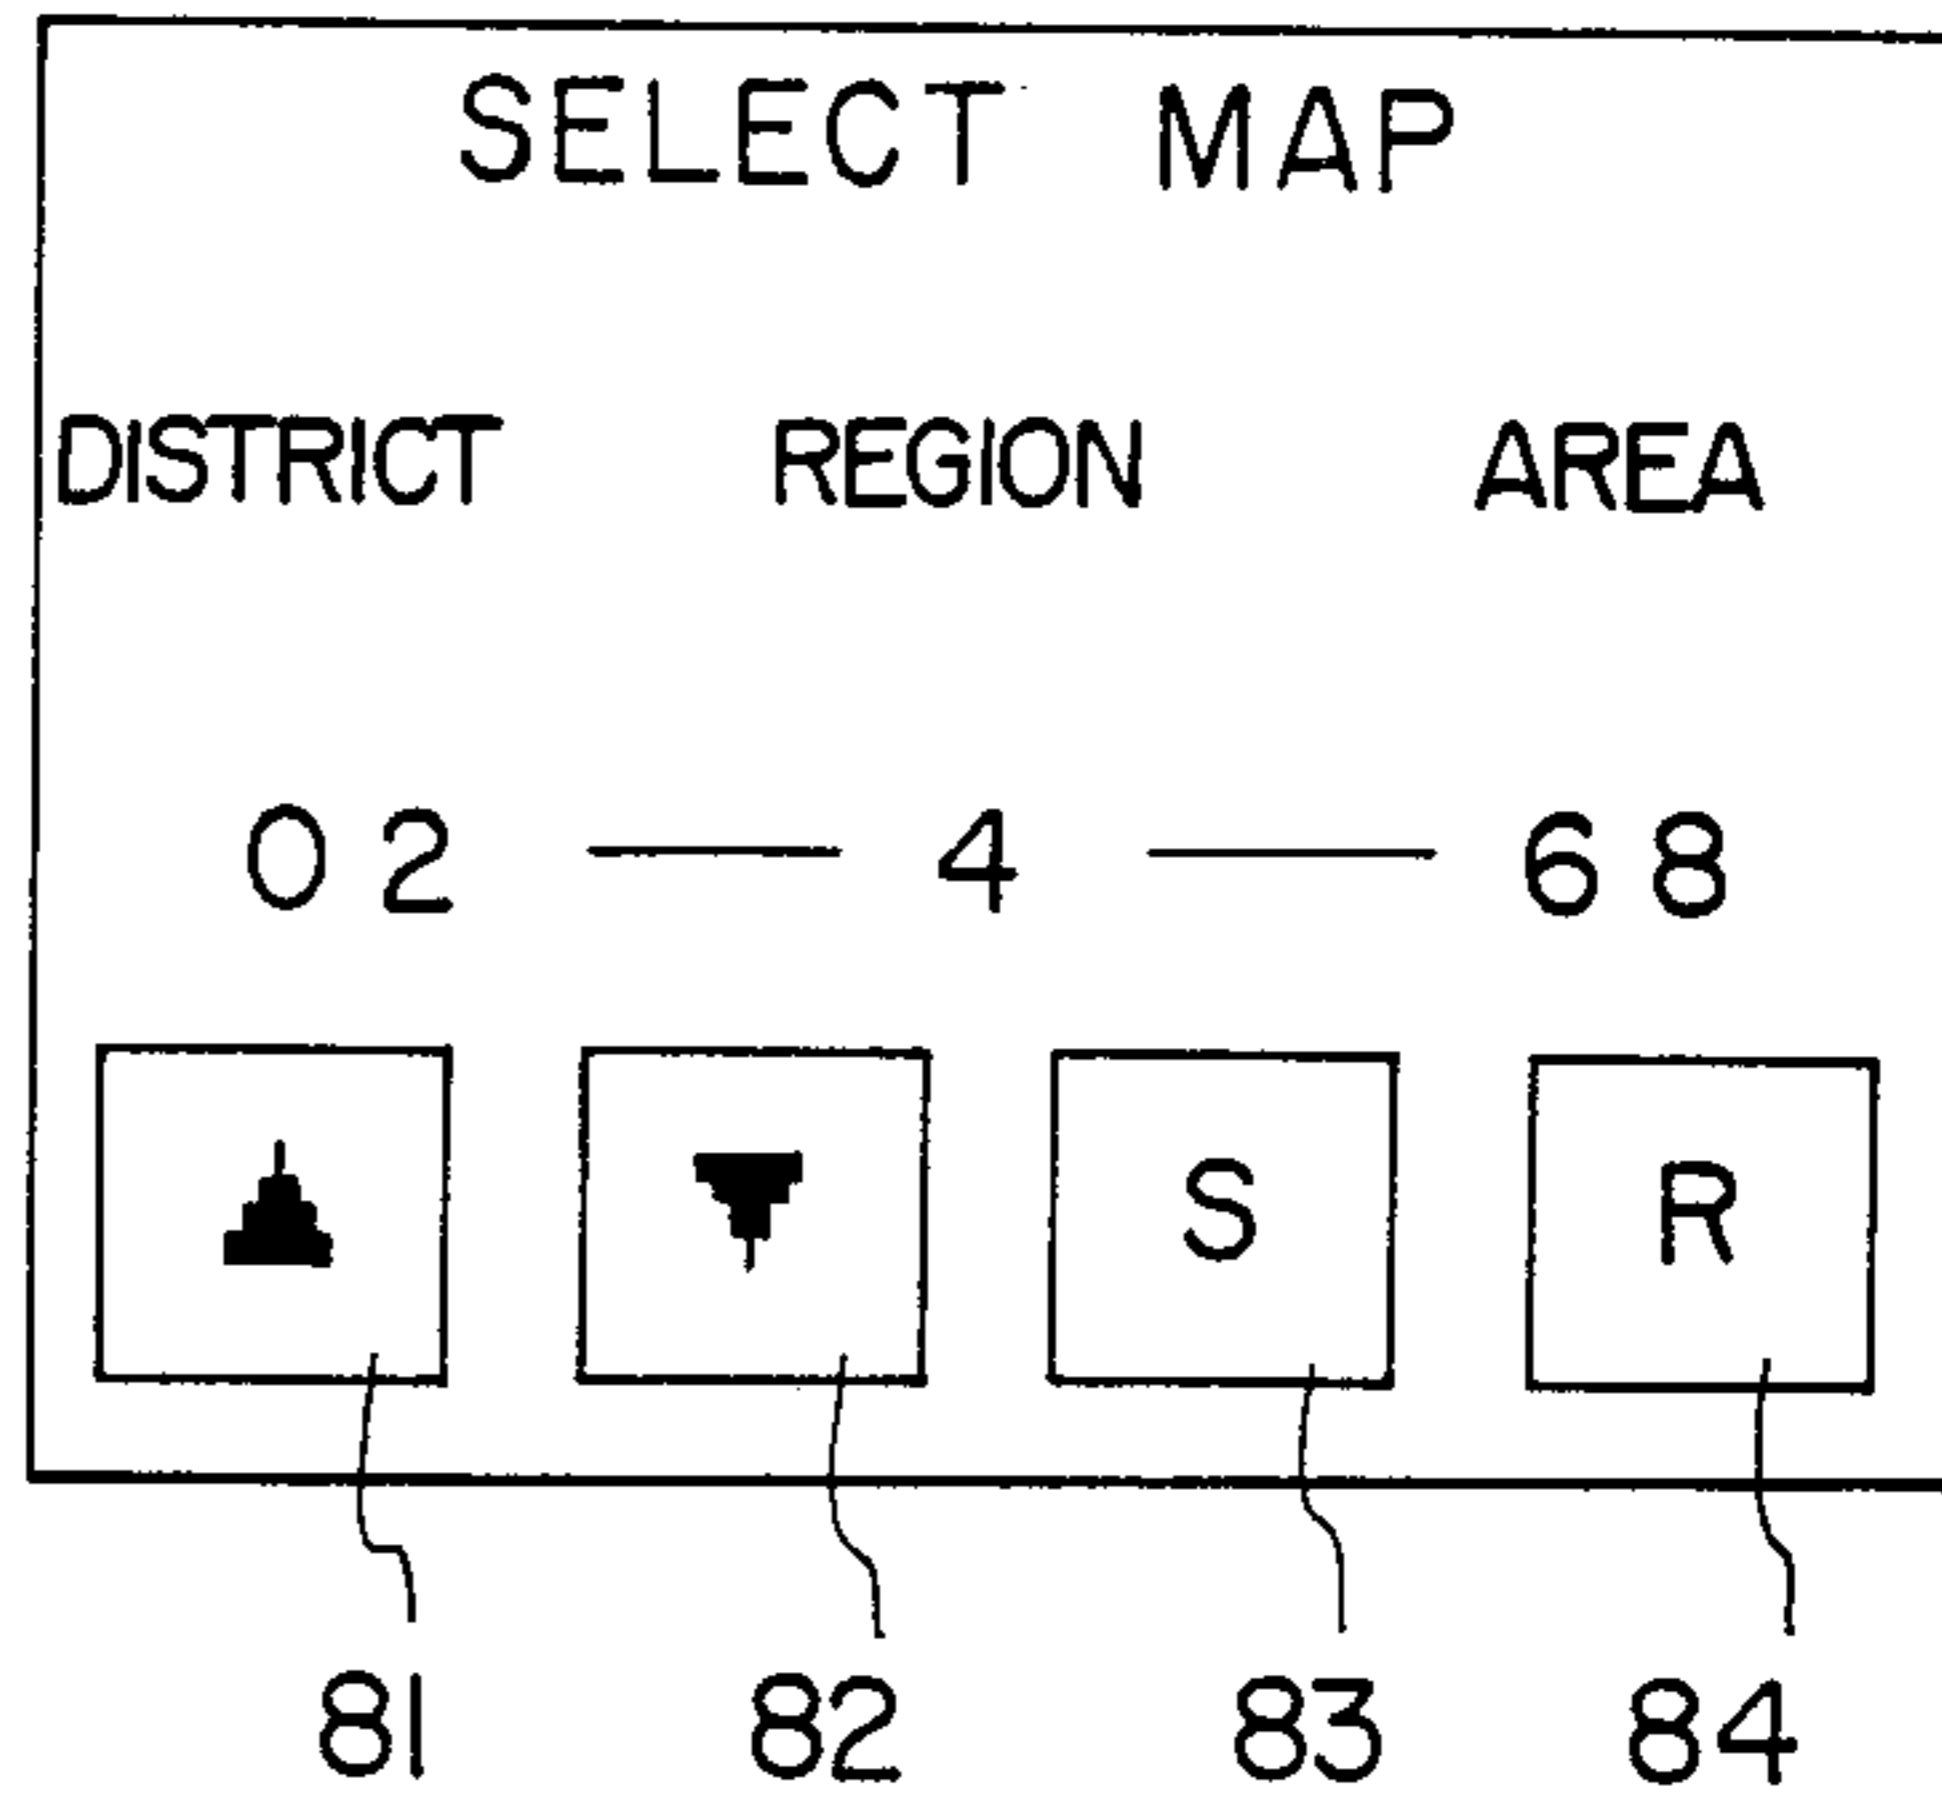 SELECT MAP
DISTRICT REGION AREA
02 — 4 — 68
▲ ▼ S R
81 82 83 84